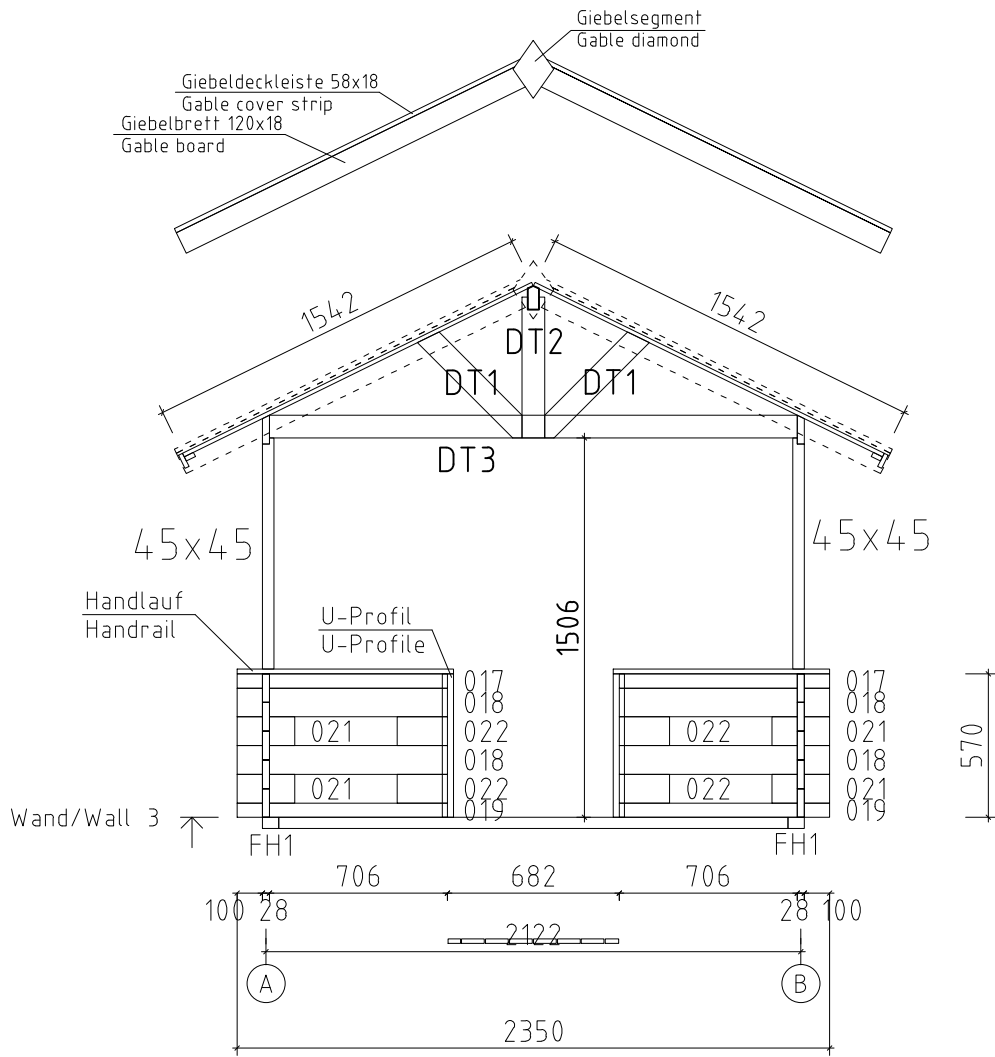 Giebelsegment
Gable diamond
Giebeldeckleiste 58x18
Gable cover strip
Giebelbrett 120x18
Gable board
1542
1542
DT2
DT1
DT1
DT3
45x45
45x45
1506
Handlauf
Handrail
U-Profil
U-Profile
017
018
021
022
018
021
022
019
017
018
022
021
018
022
021
019
570
Wand/Wall 3
FH1
FH1
706
682
706
100
28
28
100
2122
A
B
2350